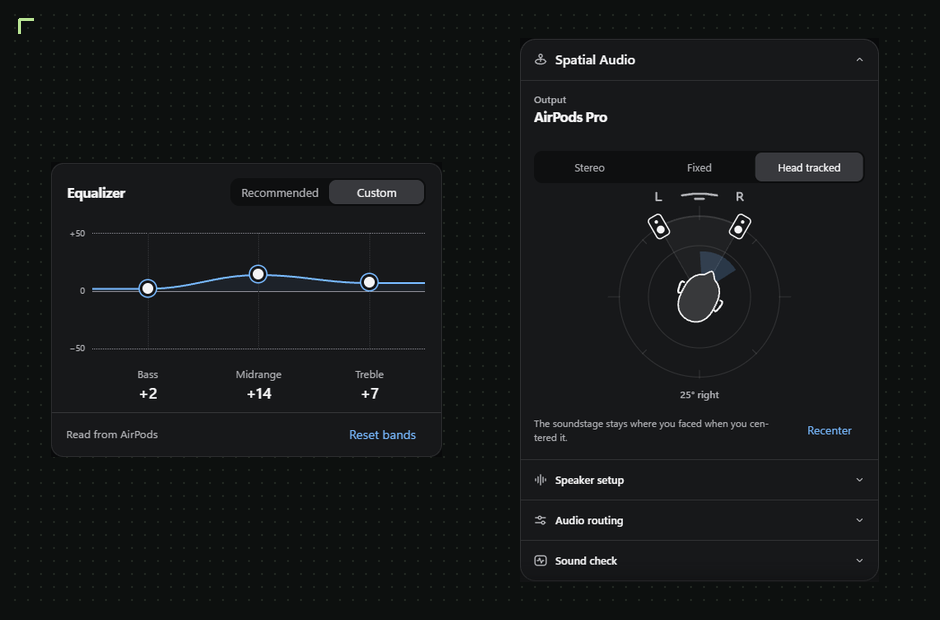 Equalizer
Recommended
Custom
+50
0
−50
Bass
Midrange
Treble
+2
+14
+7
Read from AirPods
Reset bands
Spatial Audio
Output
AirPods Pro
Stereo
Fixed
Head tracked
L
R
25° right
The soundstage stays where you faced when you cen-
tered it.
Recenter
Speaker setup
Audio routing
Sound check